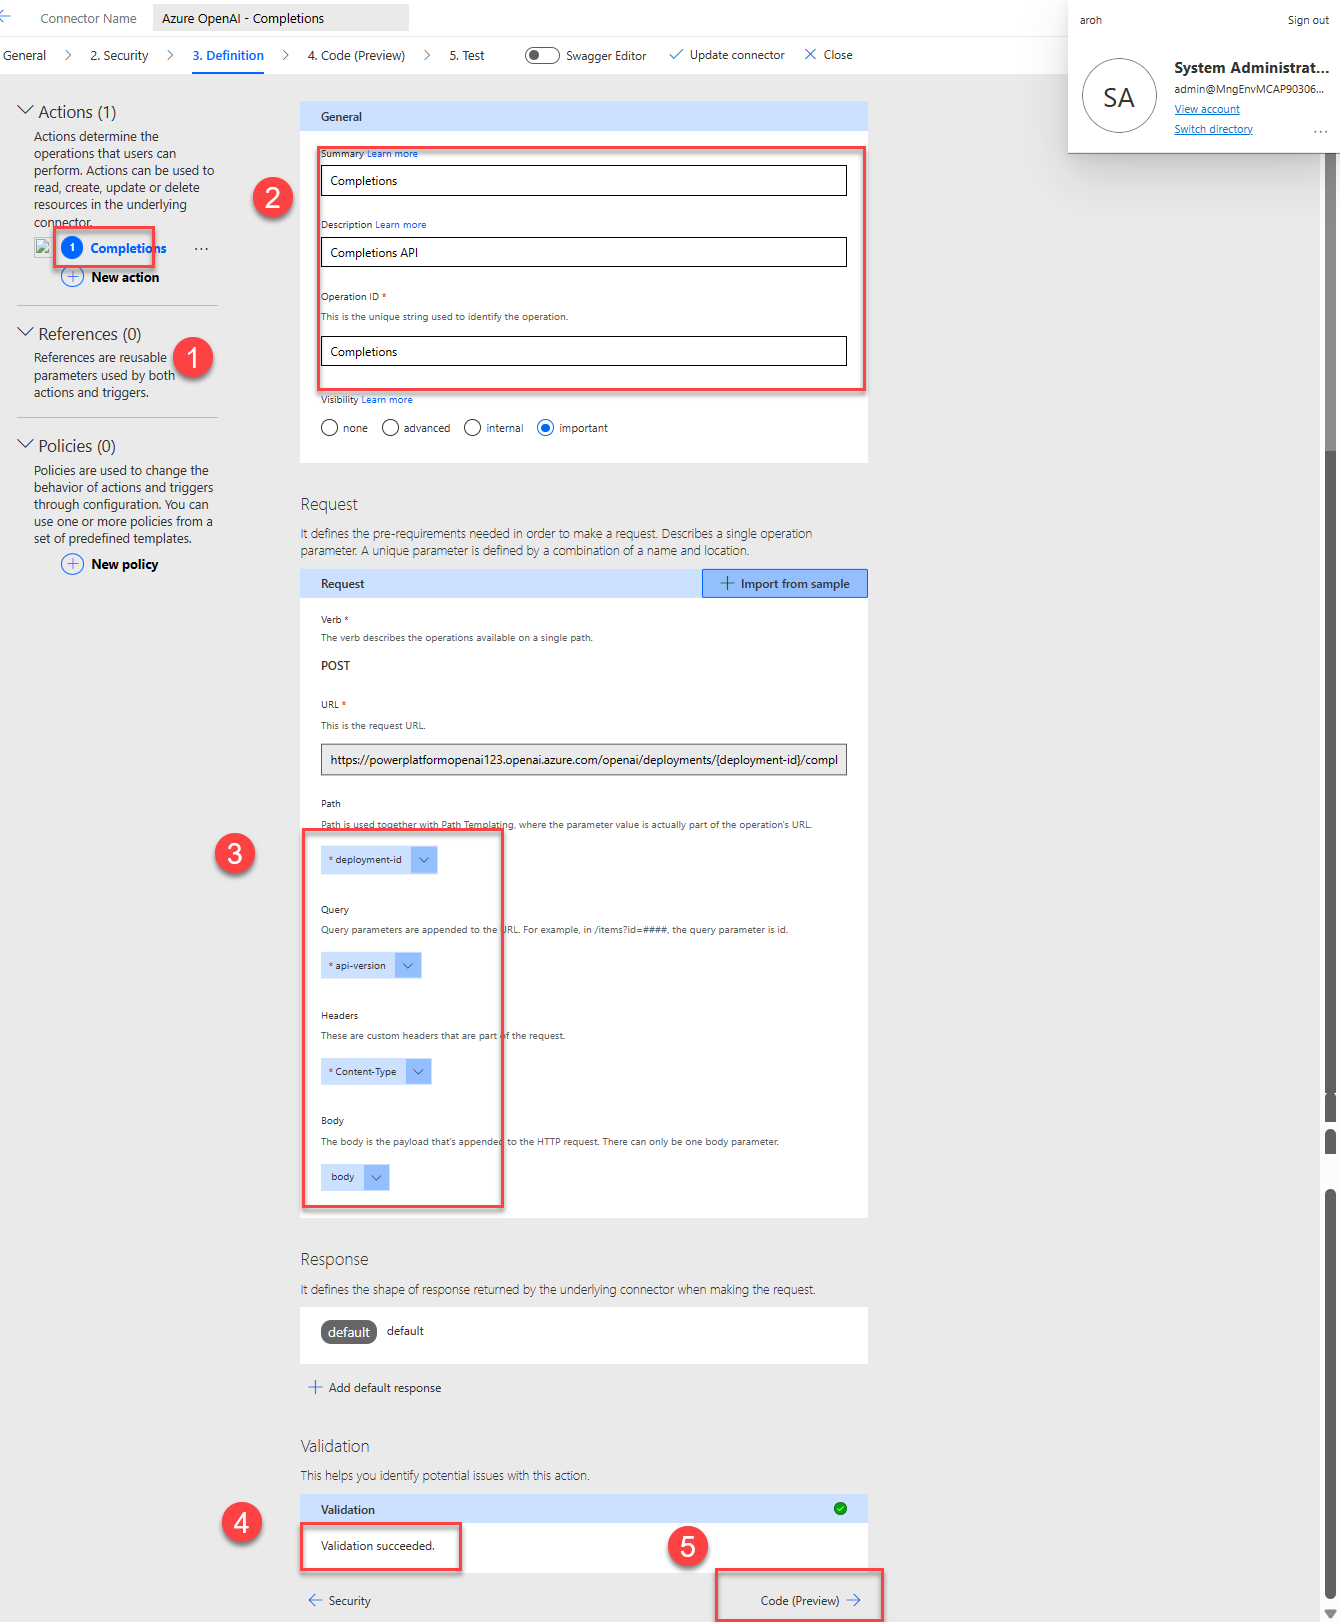 Connector Name
Azure OpenAI - Completions
aroh
Sign out
General
2. Security
3. Definition
4. Code (Preview)
5. Test
Swagger Editor
Update connector
Close
SA
System Administrat...
admin@MngEnvMCAP90306...
View account
Switch directory
...
Actions (1)
Actions determine the
operations that users can
perform. Actions can be used to
read, create, update or delete
resources in the underlying
connector.
1
Completions
...
New action
References (0)
1
References are reusable
parameters used by both
actions and triggers.
Policies (0)
Policies are used to change the
behavior of actions and triggers
through configuration. You can
use one or more policies from a
set of predefined templates.
New policy
General
2
Summary Learn more
Completions
Description Learn more
Completions API
Operation ID *
This is the unique string used to identify the operation.
Completions
Visibility Learn more
none
advanced
internal
important
Request
It defines the pre-requirements needed in order to make a request. Describes a single operation
parameter. A unique parameter is defined by a combination of a name and location.
Request
Import from sample
Verb *
The verb describes the operations available on a single path.
POST
URL *
This is the request URL.
https://powerplatformopenai123.openai.azure.com/openai/deployments/{deployment-id}/compl
Path
Path is used together with Path Templating, where the parameter value is actually part of the operation's URL.
3
* deployment-id
Query
Query parameters are appended to the URL. For example, in /items?id=####, the query parameter is id.
* api-version
Headers
These are custom headers that are part of the request.
* Content-Type
Body
The body is the payload that's appended to the HTTP request. There can only be one body parameter.
body
Response
It defines the shape of response returned by the underlying connector when making the request.
default
default
Add default response
Validation
This helps you identify potential issues with this action.
Validation
4
Validation succeeded.
5
Security
Code (Preview)